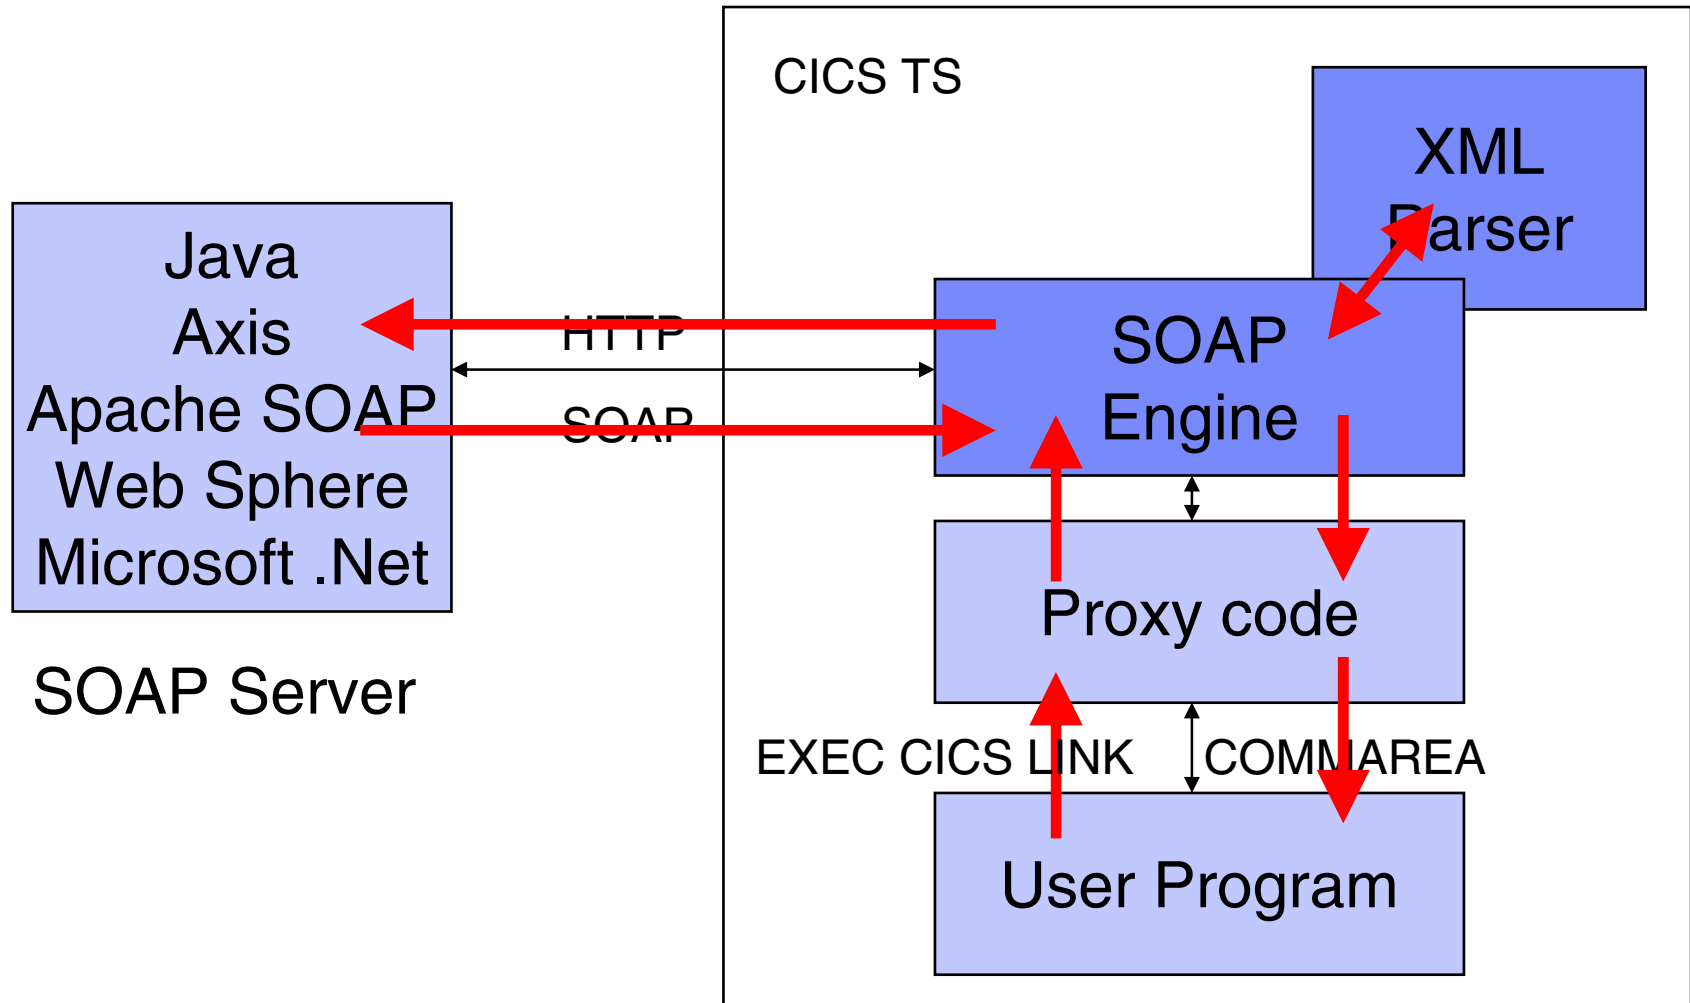 CICS TS
XML
Parser
Java
Axis
Apache SOAP
Web Sphere
Microsoft .Net
SOAP Server
HTTP
SOAP
SOAP
Engine
Proxy code
EXEC CICS LINK
COMMAREA
User Program